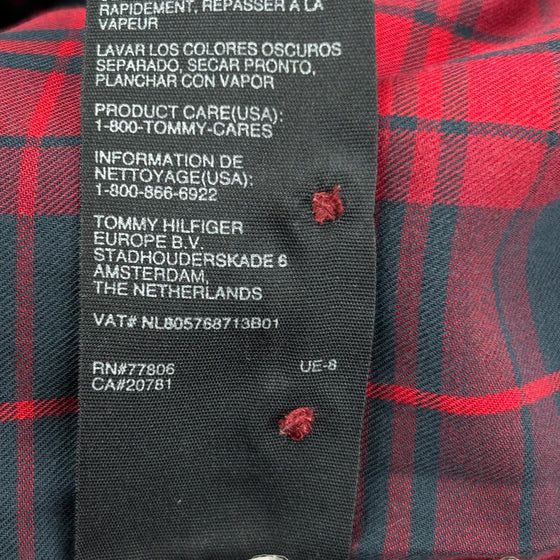 RAPIDEMENT, REPASSER A LA
VAPEUR
LAVAR LOS COLORES OSCUROS
SEPARADO, SECAR PRONTO,
PLANCHAR CON VAPOR
PRODUCT CARE(USA):
1-800-TOMMY-CARES
INFORMATION DE
NETTOYAGE(USA):
1-800-866-6922
TOMMY HILFIGER
EUROPE B.V.
STADHOUDERSKADE 6
AMSTERDAM,
THE NETHERLANDS
VAT# NL805768713B01
RN#77806 UE-8
CA#20781